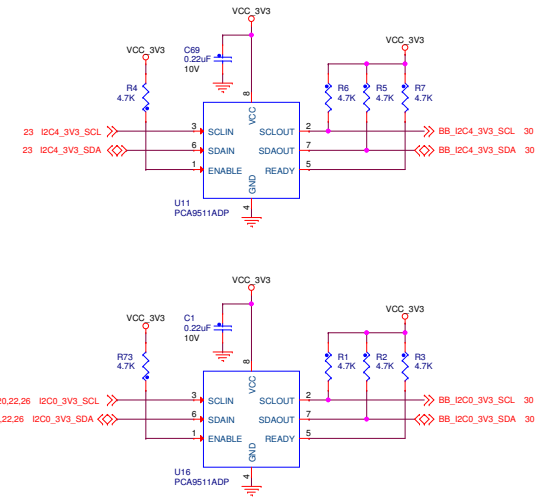 VCC_3V3
VCC_3V3
C69
0.22uF
10V
VCC_3V3
R4
4.7K
R6
4.7K
R5
4.7K
R7
4.7K
8
VCC
23 I2C4_3V3_SCL
3 SCLIN
SCLOUT 2
BB_I2C4_3V3_SCL 30
23 I2C4_3V3_SDA
6 SDAIN
SDAOUT 7
BB_I2C4_3V3_SDA 30
1 ENABLE
READY 5
GND
4
U11
PCA9511ADP
VCC_3V3
VCC_3V3
C1
0.22uF
10V
VCC_3V3
R73
4.7K
R1
4.7K
R2
4.7K
R3
4.7K
8
VCC
20,22,26 I2C0_3V3_SCL
3 SCLIN
SCLOUT 2
BB_I2C0_3V3_SCL 30
,22,26 I2C0_3V3_SDA
6 SDAIN
SDAOUT 7
BB_I2C0_3V3_SDA 30
1 ENABLE
READY 5
GND
4
U16
PCA9511ADP